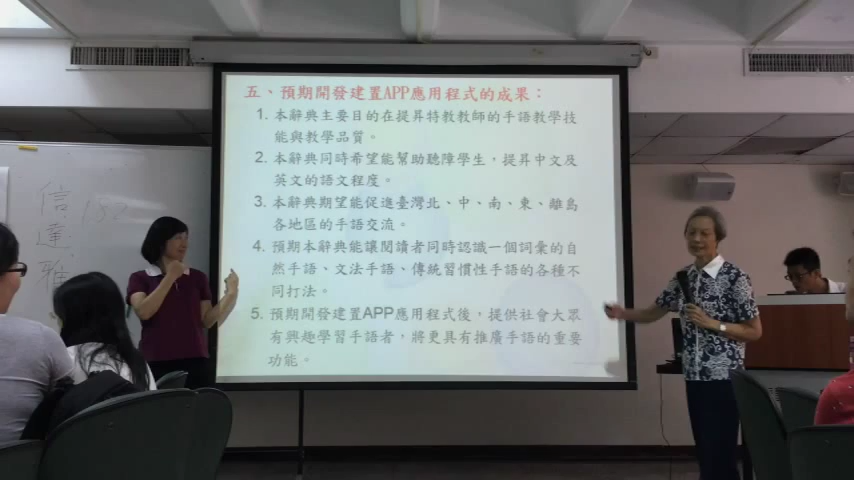 五、預期開發建置APP應用程式的成果：
1. 本辭典主要目的在提昇特教教師的手語教學技
能與教學品質。
2. 本辭典同時希望能幫助聽障學生，提昇中文及
英文的語文程度。
3. 本辭典期望能促進臺灣北、中、南、東、離島
各地區的手語交流。
4. 預期本辭典能讓閱讀者同時認識一個詞彙的自
然手語、文法手語、傳統習慣性手語的各種不
同打法。
5. 預期開發建置APP應用程式後，提供社會大眾
有興趣學習手語者，將更具有推廣手語的重要
功能。
信達雅